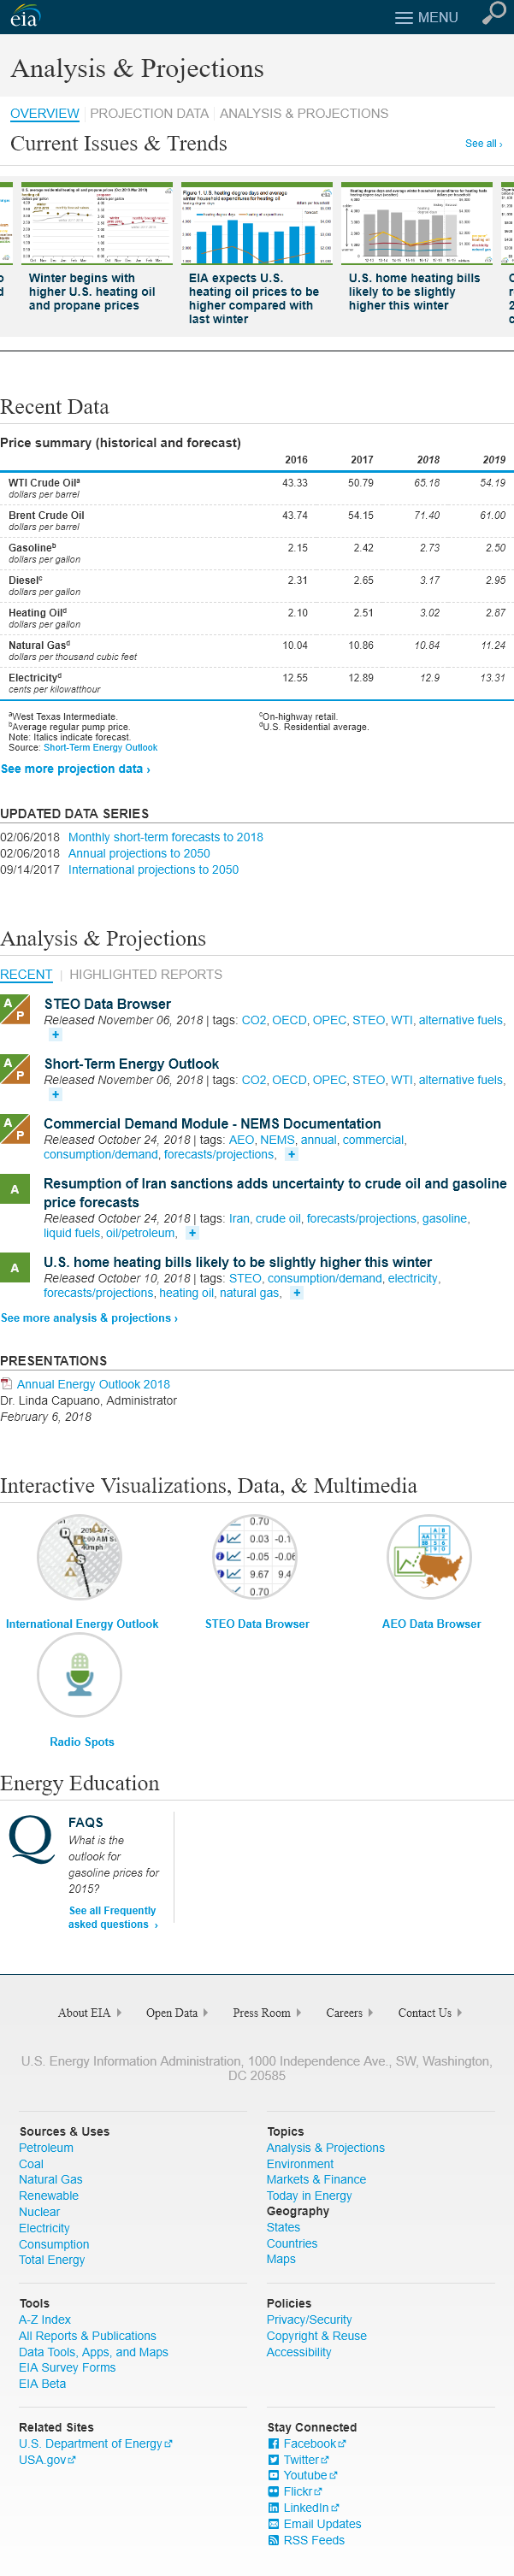 eia
MENU
Analysis & Projections
OVERVIEW PROJECTION DATA ANALYSIS & PROJECTIONS
Current Issues & Trends
See all ›
Winter begins with
higher U.S. heating oil
and propane prices
EIA expects U.S.
heating oil prices to be
higher compared with
last winter
U.S. home heating bills
likely to be slightly
higher this winter
Recent Data
Price summary (historical and forecast)
2016 2017 2018 2019
WTI Crude Oilᵃ 43.33 50.79 65.18 54.19
dollars per barrel
Brent Crude Oil 43.74 54.15 71.40 61.00
dollars per barrel
Gasolineᵇ 2.15 2.42 2.73 2.50
dollars per gallon
Dieselᶜ 2.31 2.65 3.17 2.95
dollars per gallon
Heating Oilᵈ 2.10 2.51 3.02 2.87
dollars per gallon
Natural Gasᵈ 10.04 10.86 10.84 11.24
dollars per thousand cubic feet
Electricityᵈ 12.55 12.89 12.9 13.31
cents per kilowatthour
ᵃWest Texas Intermediate.
ᵇAverage regular pump price.
Note: Italics indicate forecast.
Source: Short-Term Energy Outlook
ᶜOn-highway retail.
ᵈU.S. Residential average.
See more projection data ›
UPDATED DATA SERIES
02/06/2018 Monthly short-term forecasts to 2018
02/06/2018 Annual projections to 2050
09/14/2017 International projections to 2050
Analysis & Projections
RECENT | HIGHLIGHTED REPORTS
A P STEO Data Browser
Released November 06, 2018 | tags: CO2, OECD, OPEC, STEO, WTI, alternative fuels,
+
A P Short-Term Energy Outlook
Released November 06, 2018 | tags: CO2, OECD, OPEC, STEO, WTI, alternative fuels,
+
A P Commercial Demand Module - NEMS Documentation
Released October 24, 2018 | tags: AEO, NEMS, annual, commercial,
consumption/demand, forecasts/projections, +
A Resumption of Iran sanctions adds uncertainty to crude oil and gasoline
price forecasts
Released October 24, 2018 | tags: Iran, crude oil, forecasts/projections, gasoline,
liquid fuels, oil/petroleum, +
A U.S. home heating bills likely to be slightly higher this winter
Released October 10, 2018 | tags: STEO, consumption/demand, electricity,
forecasts/projections, heating oil, natural gas, +
See more analysis & projections ›
PRESENTATIONS
Annual Energy Outlook 2018
Dr. Linda Capuano, Administrator
February 6, 2018
Interactive Visualizations, Data, & Multimedia
International Energy Outlook
STEO Data Browser
AEO Data Browser
Radio Spots
Energy Education
Q
FAQS
What is the
outlook for
gasoline prices for
2015?
See all Frequently
asked questions ›
About EIA Open Data Press Room Careers Contact Us
U.S. Energy Information Administration, 1000 Independence Ave., SW, Washington,
DC 20585
Sources & Uses
Petroleum
Coal
Natural Gas
Renewable
Nuclear
Electricity
Consumption
Total Energy
Topics
Analysis & Projections
Environment
Markets & Finance
Today in Energy
Geography
States
Countries
Maps
Tools
A-Z Index
All Reports & Publications
Data Tools, Apps, and Maps
EIA Survey Forms
EIA Beta
Policies
Privacy/Security
Copyright & Reuse
Accessibility
Related Sites
U.S. Department of Energy
USA.gov
Stay Connected
Facebook
Twitter
Youtube
Flickr
LinkedIn
Email Updates
RSS Feeds